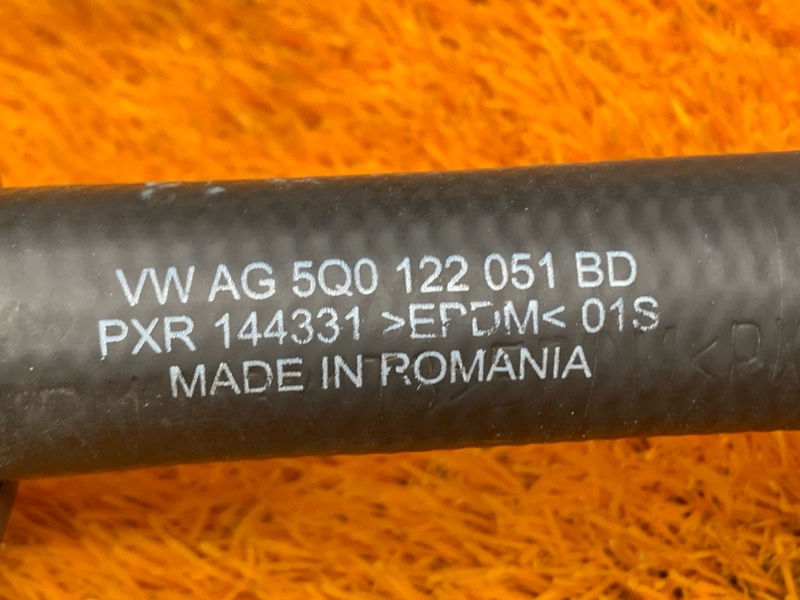 VW AG 5Q0 122 051 BD
PXR 144331 >EPDM< 01S
MADE IN ROMANIA